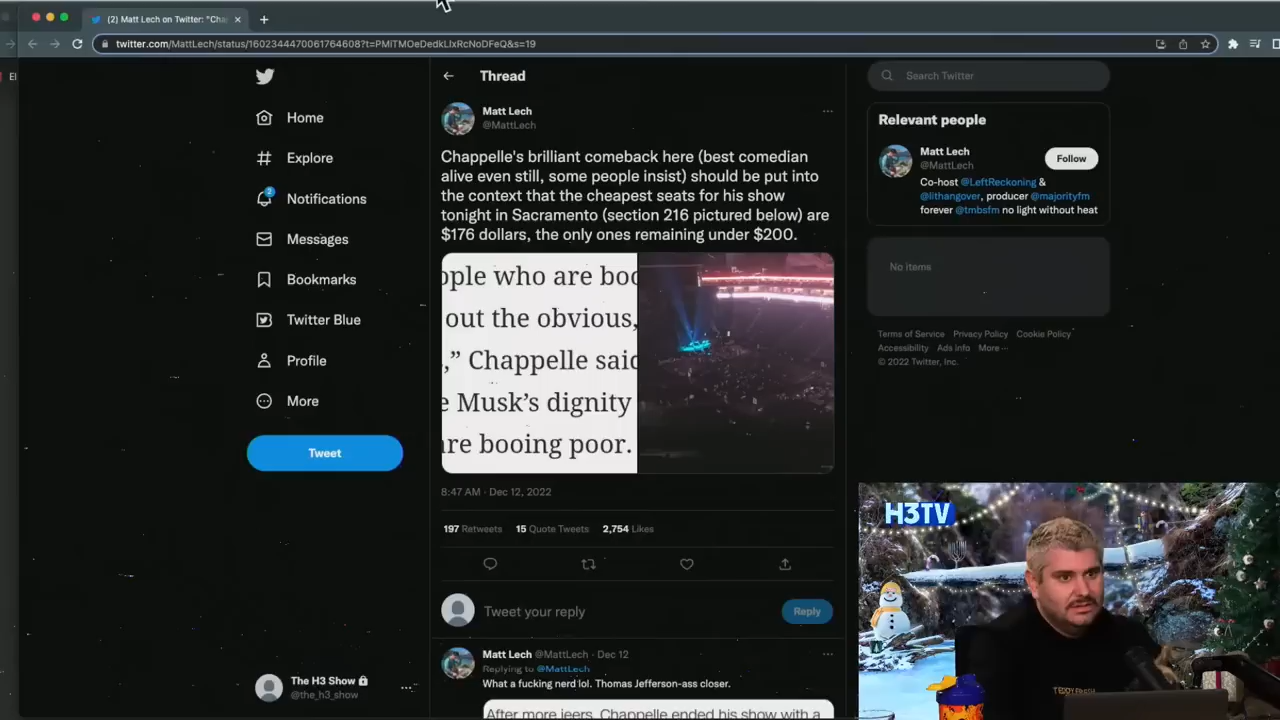 (2) Matt Lech on Twitter: "Cha
twitter.com/MattLech/status/1602344470061764608?t=PMiTMOeDedkLlxRcNoDFeQ&s=19
El
Home
Explore
2
Notifications
Messages
Bookmarks
Twitter Blue
Profile
More
Tweet
The H3 Show
@the_h3_show
Thread
Matt Lech
@MattLech
Chappelle's brilliant comeback here (best comedian
alive even still, some people insist) should be put into
the context that the cheapest seats for his show
tonight in Sacramento (section 216 pictured below) are
$176 dollars, the only ones remaining under $200.
ople who are boo
out the obvious,
," Chappelle said
e Musk's dignity
are booing poor.
8:47 AM · Dec 12, 2022
197 Retweets 15 Quote Tweets 2,754 Likes
Tweet your reply
Reply
Matt Lech @MattLech · Dec 12
Replying to @MattLech
What a fucking nerd lol. Thomas Jefferson-ass closer.
After more jeers, Chappelle ended his show with a
Search Twitter
Relevant people
Matt Lech
@MattLech
Follow
Co-host @LeftReckoning &
@lithangover, producer @majorityfm
forever @tmbsfm no light without heat
No items
Terms of Service Privacy Policy Cookie Policy
Accessibility Ads info More ···
© 2022 Twitter, Inc.
H3TV